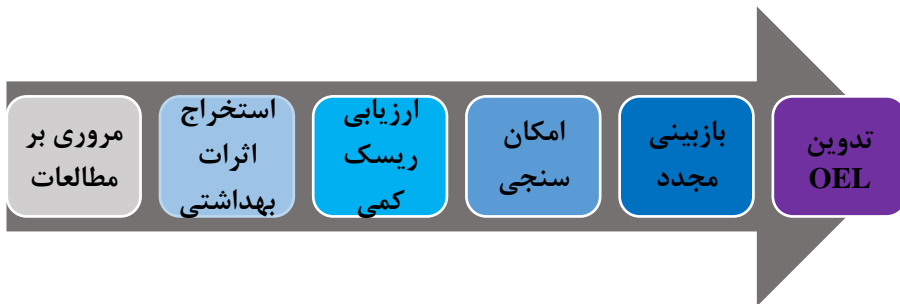 مروری بر
مطالعات
استخراج
اثرات
بهداشتی
ارزیابی
ریسک
کمی
امکان
سنجی
بازبینی
مجدد
تدوین
OEL